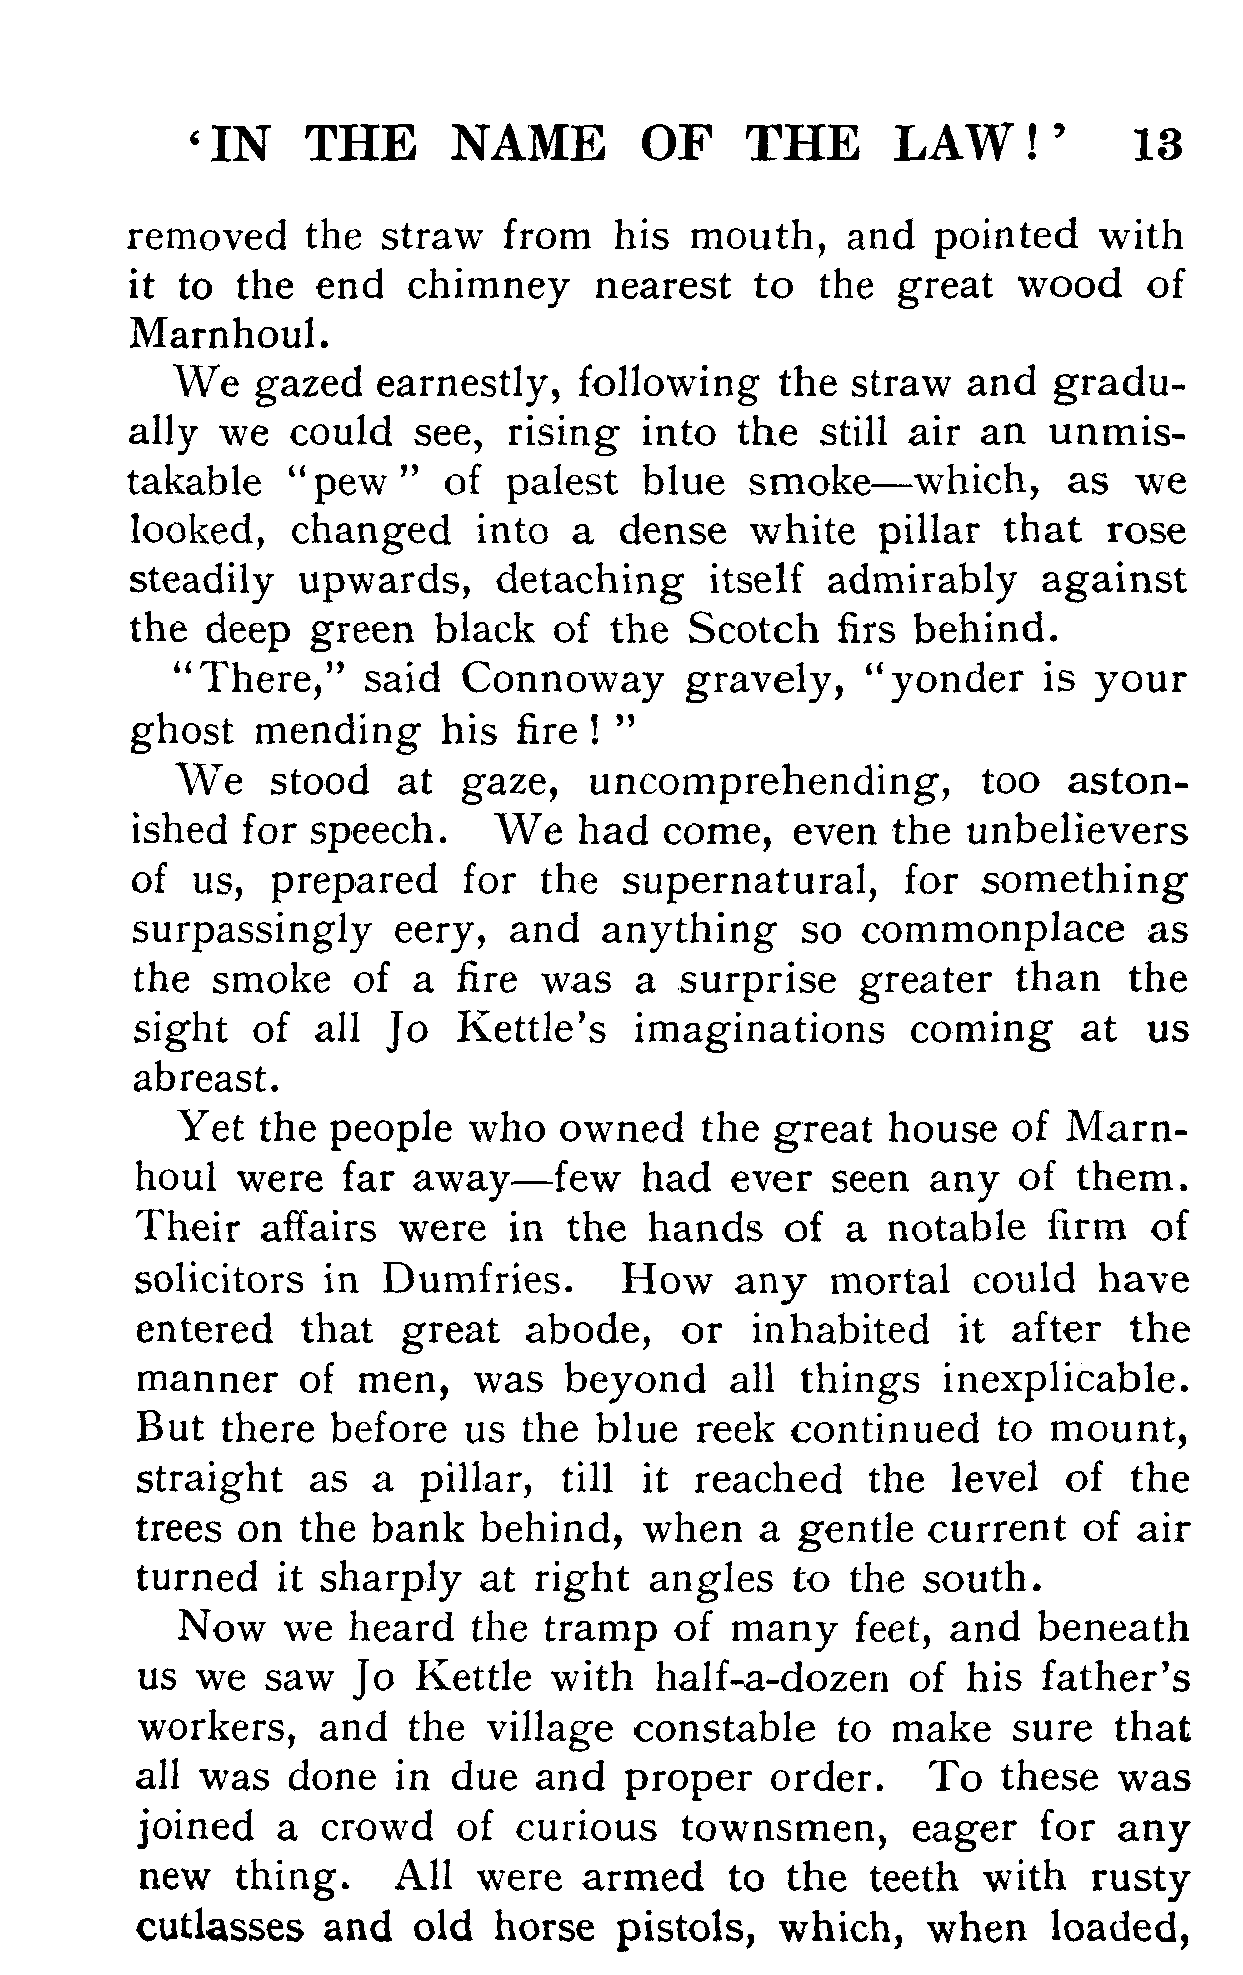 ‘IN THE NAME OF THE LAW!’ 13
removed the straw from his mouth, and pointed with
it to the end chimney nearest to the great wood of
Marnhoul.
We gazed earnestly, following the straw and gradu-
ally we could see, rising into the still air an unmis-
takable “pew” of palest blue smoke—which, as we
looked, changed into a dense white pillar that rose
steadily upwards, detaching itself admirably against
the deep green black of the Scotch firs behind.
“There,” said Connoway gravely, “yonder is your
ghost mending his fire!”
We stood at gaze, uncomprehending, too aston-
ished for speech. We had come, even the unbelievers
of us, prepared for the supernatural, for something
surpassingly eery, and anything so commonplace as
the smoke of a fire was a surprise greater than the
sight of all Jo Kettle’s imaginations coming at us
abreast.
Yet the people who owned the great house of Marn-
houl were far away—few had ever seen any of them.
Their affairs were in the hands of a notable firm of
solicitors in Dumfries. How any mortal could have
entered that great abode, or inhabited it after the
manner of men, was beyond all things inexplicable.
But there before us the blue reek continued to mount,
straight as a pillar, till it reached the level of the
trees on the bank behind, when a gentle current of air
turned it sharply at right angles to the south.
Now we heard the tramp of many feet, and beneath
us we saw Jo Kettle with half-a-dozen of his father’s
workers, and the village constable to make sure that
all was done in due and proper order. To these was
joined a crowd of curious townsmen, eager for any
new thing. All were armed to the teeth with rusty
cutlasses and old horse pistols, which, when loaded,